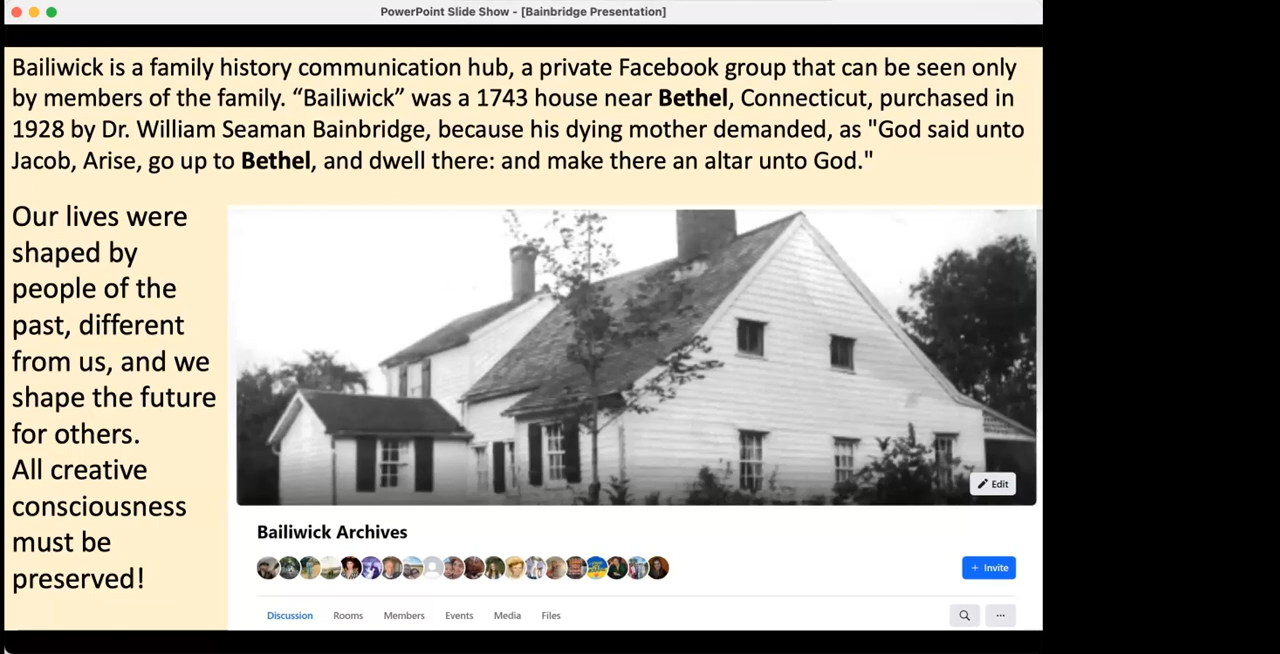 PowerPoint Slide Show - [Bainbridge Presentation]
Bailiwick is a family history communication hub, a private Facebook group that can be seen only
by members of the family. “Bailiwick” was a 1743 house near Bethel, Connecticut, purchased in
1928 by Dr. William Seaman Bainbridge, because his dying mother demanded, as "God said unto
Jacob, Arise, go up to Bethel, and dwell there: and make there an altar unto God."
Our lives were
shaped by
people of the
past, different
from us, and we
shape the future
for others.
All creative
consciousness
must be
preserved!
Edit
Bailiwick Archives
+ Invite
Discussion Rooms Members Events Media Files